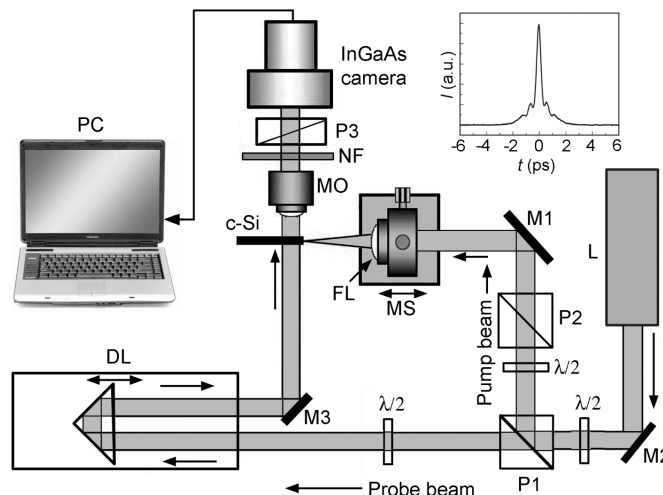 InGaAs
camera
PC
P3
NF
MO
c-Si
FL
MS
M1
L
P2
λ/2
Pump beam
DL
M3
λ/2
λ/2
P1
M2
Probe beam
I (a.u.)
-6 -4 -2 0 2 4 6
t (ps)